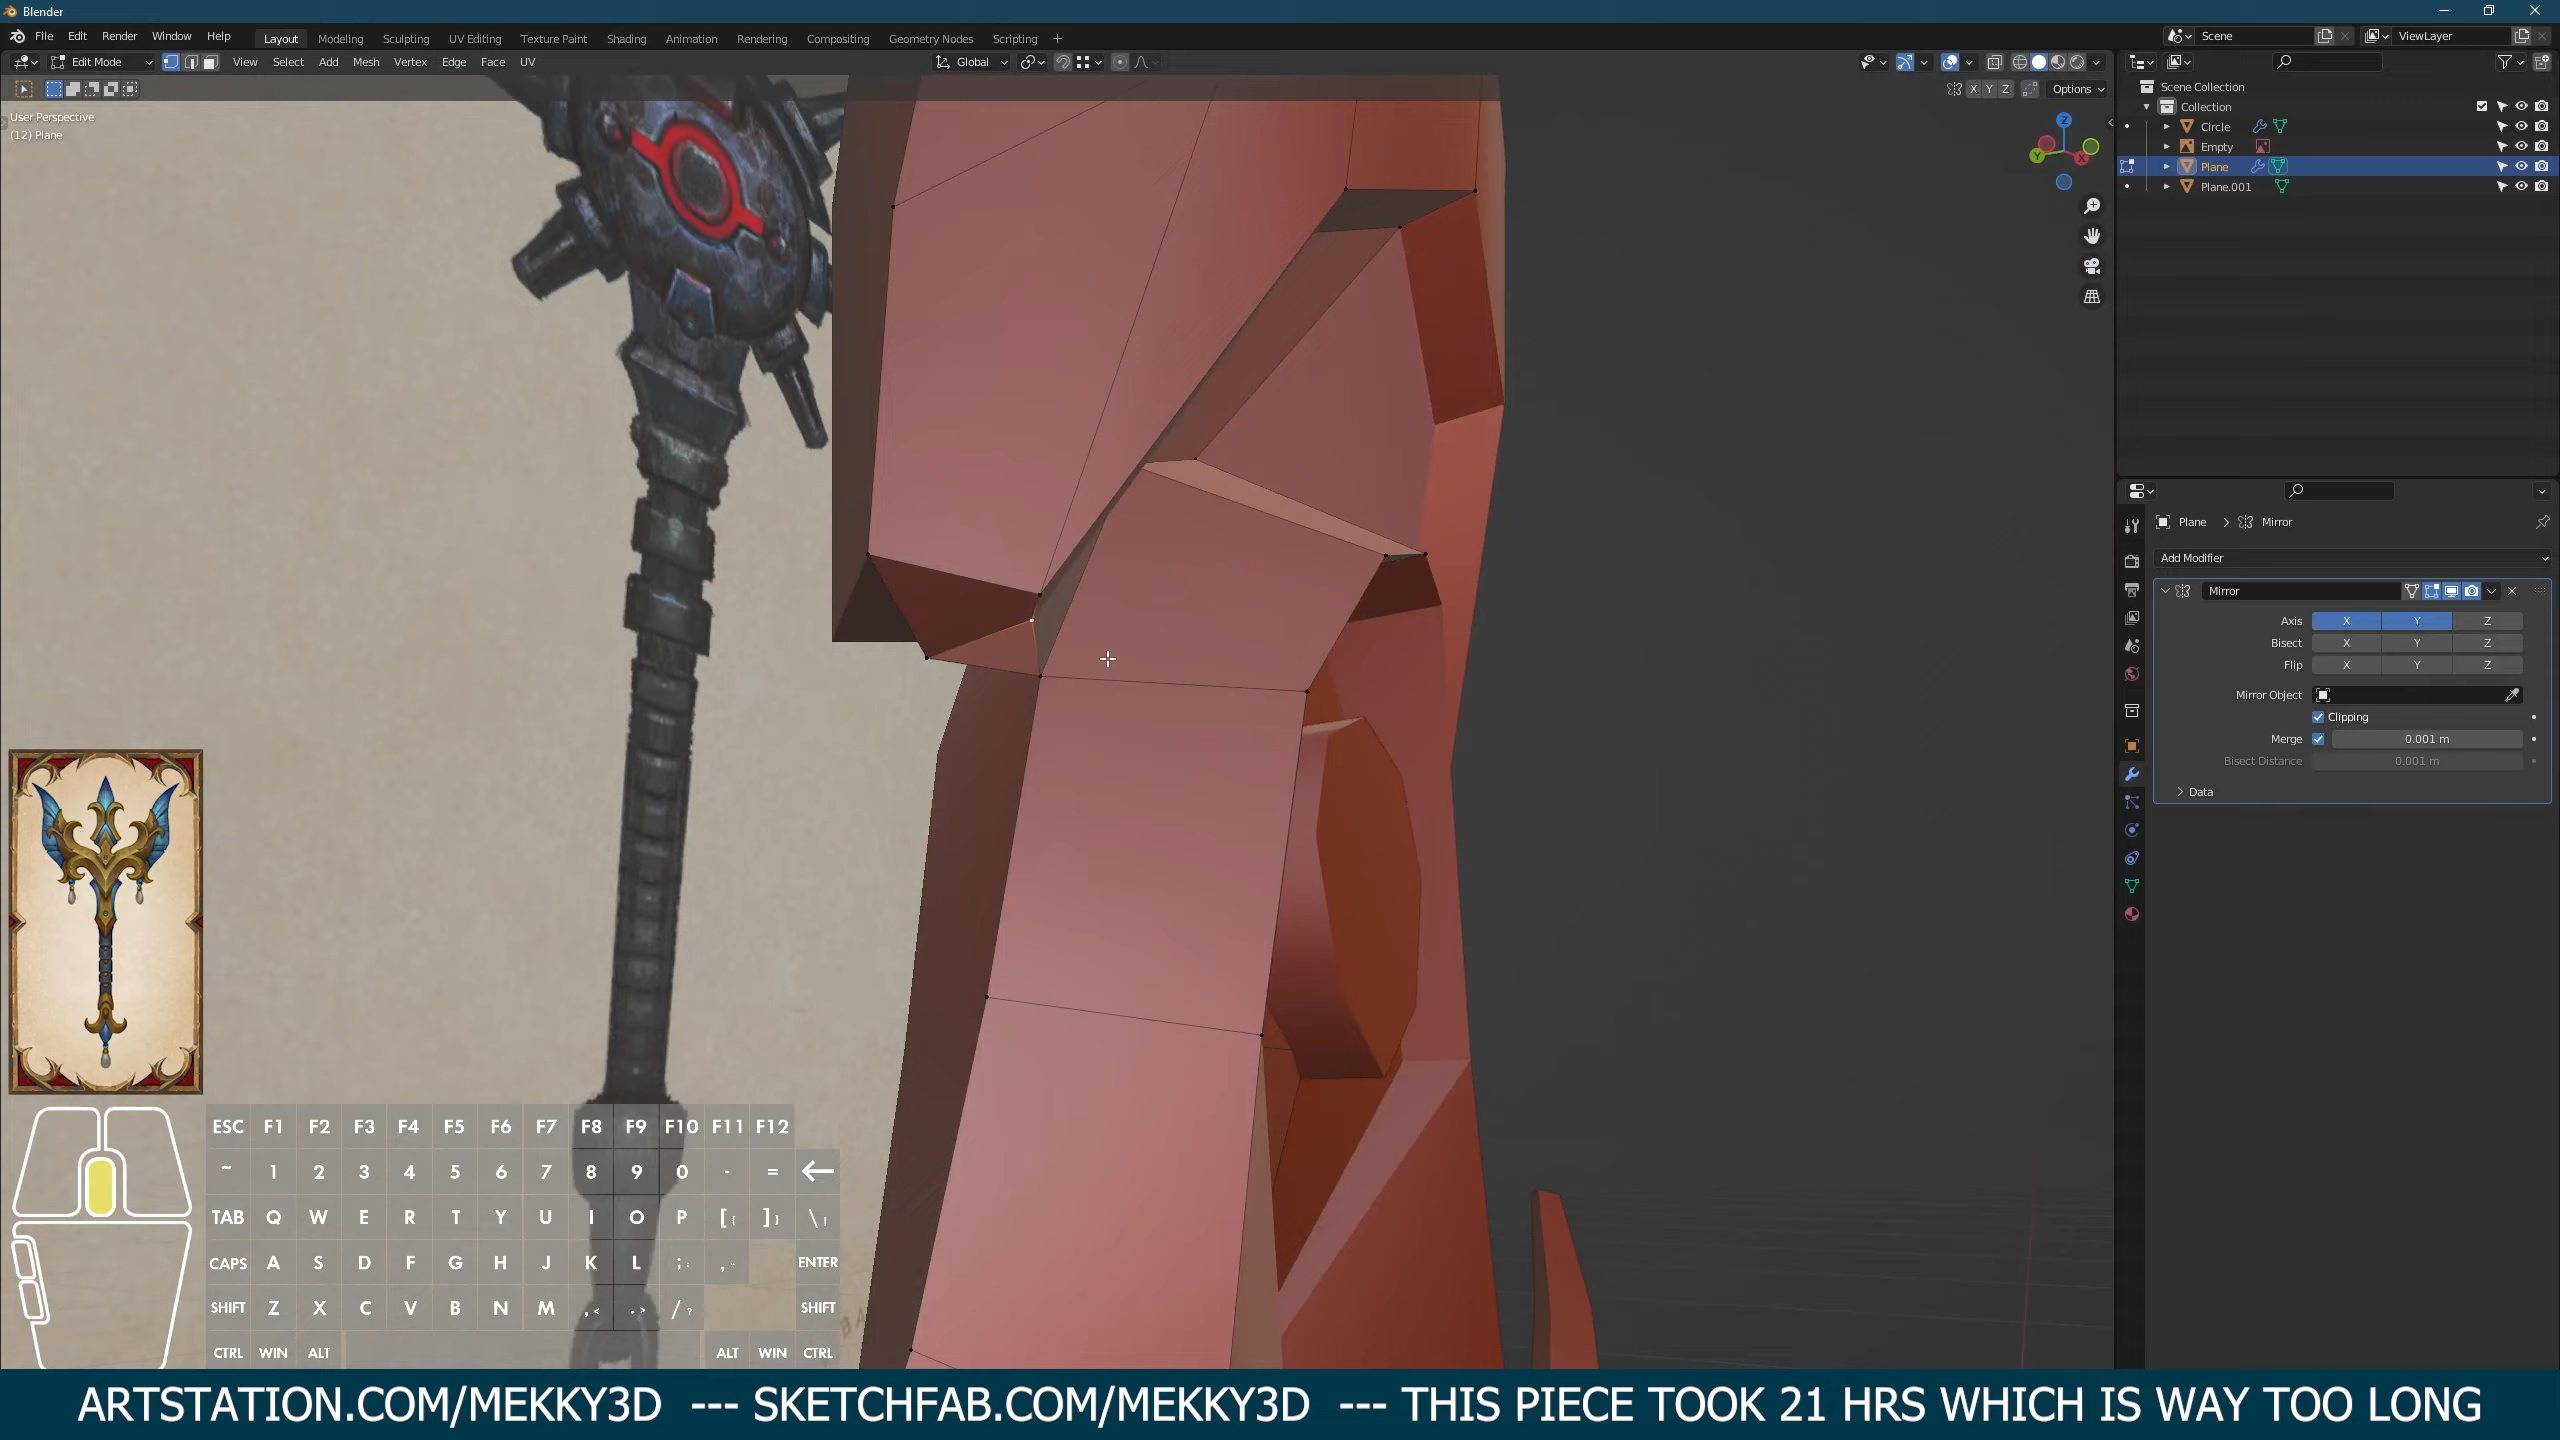 Blender
File Edit Render Window Help Layout Modeling Sculpting UV Editing Texture Paint Shading Animation Rendering Compositing Geometry Nodes Scripting + Scene ViewLayer
Edit Mode View Select Add Mesh Vertex Edge Face UV Global
X Y Z Options
User Perspective
(12) Plane
Z
Y
X
Scene Collection
Collection
Circle
Empty
Plane
Plane.001
Plane > Mirror
Add Modifier
Mirror
Axis X Y Z
Bisect X Y Z
Flip X Y Z
Mirror Object
Clipping
Merge 0.001 m
Bisect Distance 0.001 m
Data
ESC F1 F2 F3 F4 F5 F6 F7 F8 F9 F10 F11 F12
~ 1 2 3 4 5 6 7 8 9 0 - = ←
TAB Q W E R T Y U I O P [ { ] } \ |
CAPS A S D F G H J K L ; : , " ENTER
SHIFT Z X C V B N M , < . > / ? SHIFT
CTRL WIN ALT ALT WIN CTRL
ARTSTATION.COM/MEKKY3D --- SKETCHFAB.COM/MEKKY3D --- THIS PIECE TOOK 21 HRS WHICH IS WAY TOO LONG